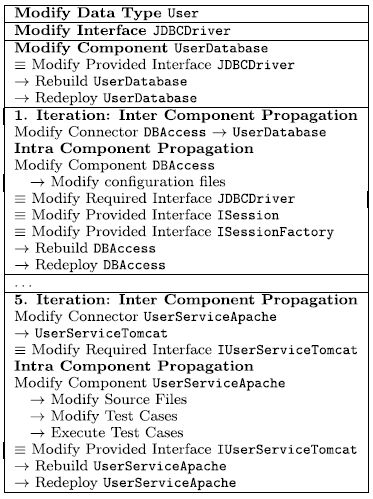 Modify Data Type User
Modify Interface JDBCDriver
Modify Component UserDatabase
≡ Modify Provided Interface JDBCDriver
→ Rebuild UserDatabase
→ Redeploy UserDatabase
1. Iteration: Inter Component Propagation
Modify Connector DBAccess → UserDatabase
Intra Component Propagation
Modify Component DBAccess
→ Modify configuration files
≡ Modify Required Interface JDBCDriver
≡ Modify Provided Interface ISession
≡ Modify Provided Interface ISessionFactory
→ Rebuild DBAccess
→ Redeploy DBAccess
...
5. Iteration: Inter Component Propagation
Modify Connector UserServiceApache
→ UserServiceTomcat
≡ Modify Required Interface IUserServiceTomcat
Intra Component Propagation
Modify Component UserServiceApache
→ Modify Source Files
→ Modify Test Cases
→ Execute Test Cases
≡ Modify Provided Interface IUserServiceTomcat
→ Rebuild UserServiceApache
→ Redeploy UserServiceApache